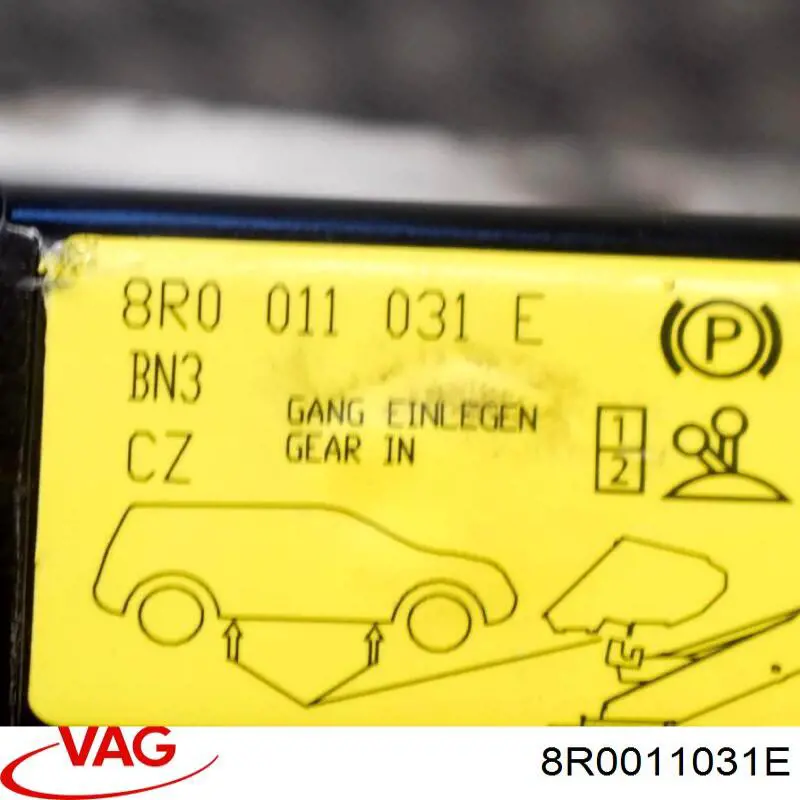 8R0 011 031 E
BN3
CZ
GANG EINLEGEN
GEAR IN
P
1
2
VAG
8R0011031E